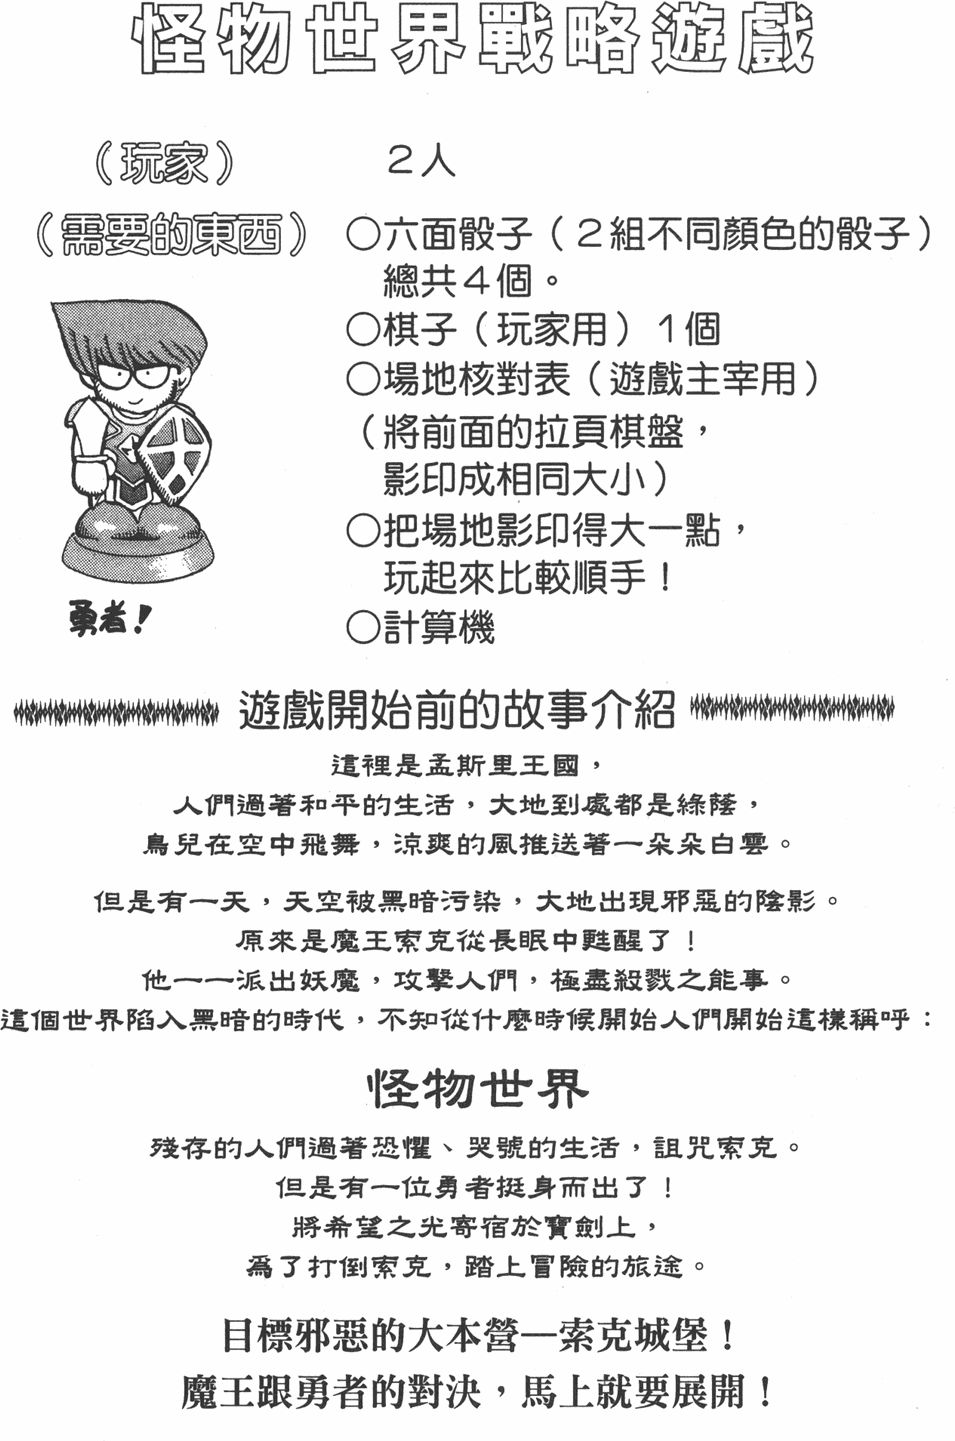 怪物世界戰略遊戲
（玩家） ２人
（需要的東西） ○六面骰子（２組不同顏色的骰子）
總共４個。
○棋子（玩家用）１個
○場地核對表（遊戲主宰用）
（將前面的拉頁棋盤，
影印成相同大小）
○把場地影印得大一點，
玩起來比較順手！
○計算機
勇者！
遊戲開始前的故事介紹
這裡是孟斯里王國，
人們過著和平的生活，大地到處都是綠蔭，
鳥兒在空中飛舞，涼爽的風推送著一朵朵白雲。
但是有一天，天空被黑暗污染，大地出現邪惡的陰影。
原來是魔王索克從長眠中甦醒了！
他一一派出妖魔，攻擊人們，極盡殺戮之能事。
這個世界陷入黑暗的時代，不知從什麼時候開始人們開始這樣稱呼：
怪物世界
殘存的人們過著恐懼、哭號的生活，詛咒索克。
但是有一位勇者挺身而出了！
將希望之光寄宿於寶劍上，
為了打倒索克，踏上冒險的旅途。
目標邪惡的大本營—索克城堡！
魔王跟勇者的對決，馬上就要展開！